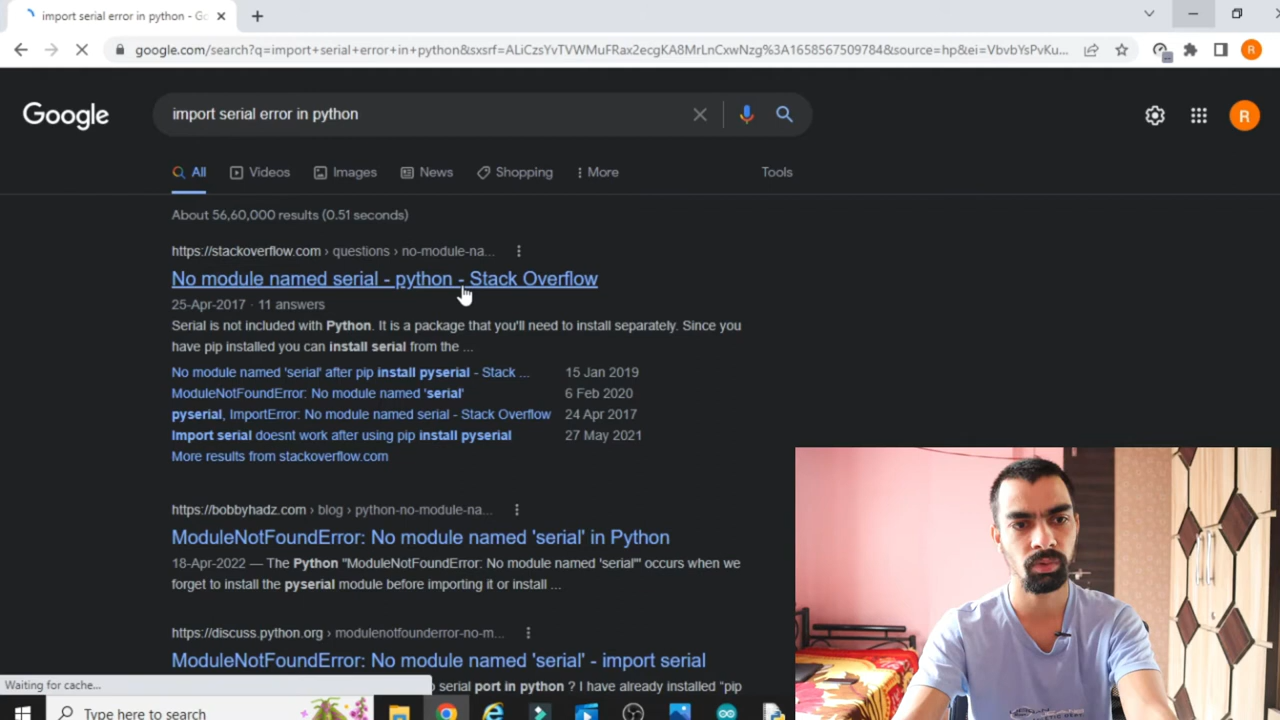 import serial error in python - Go
google.com/search?q=import+serial+error+in+python&sxsrf=ALiCzsYvTVWMuFRax2ecgKA8MrLnCxwNzg%3A1658567509784&source=hp&ei=VbvbYsPvKu...
R
Google
import serial error in python
R
All
Videos
Images
News
Shopping
More
Tools
About 56,60,000 results (0.51 seconds)
https://stackoverflow.com › questions › no-module-na...
No module named serial - python - Stack Overflow
25-Apr-2017 · 11 answers
Serial is not included with Python. It is a package that you'll need to install separately. Since you
have pip installed you can install serial from the ...
No module named 'serial' after pip install pyserial - Stack ... 15 Jan 2019
ModuleNotFoundError: No module named 'serial' 6 Feb 2020
pyserial, ImportError: No module named serial - Stack Overflow 24 Apr 2017
Import serial doesnt work after using pip install pyserial 27 May 2021
More results from stackoverflow.com
https://bobbyhadz.com › blog › python-no-module-na...
ModuleNotFoundError: No module named 'serial' in Python
18-Apr-2022 — The Python "ModuleNotFoundError: No module named 'serial'" occurs when we
forget to install the pyserial module before importing it or install ...
https://discuss.python.org › modulenotfounderror-no-m...
ModuleNotFoundError: No module named 'serial' - import serial
serial port in python ? I have already installed "pip
Waiting for cache...
Type here to search